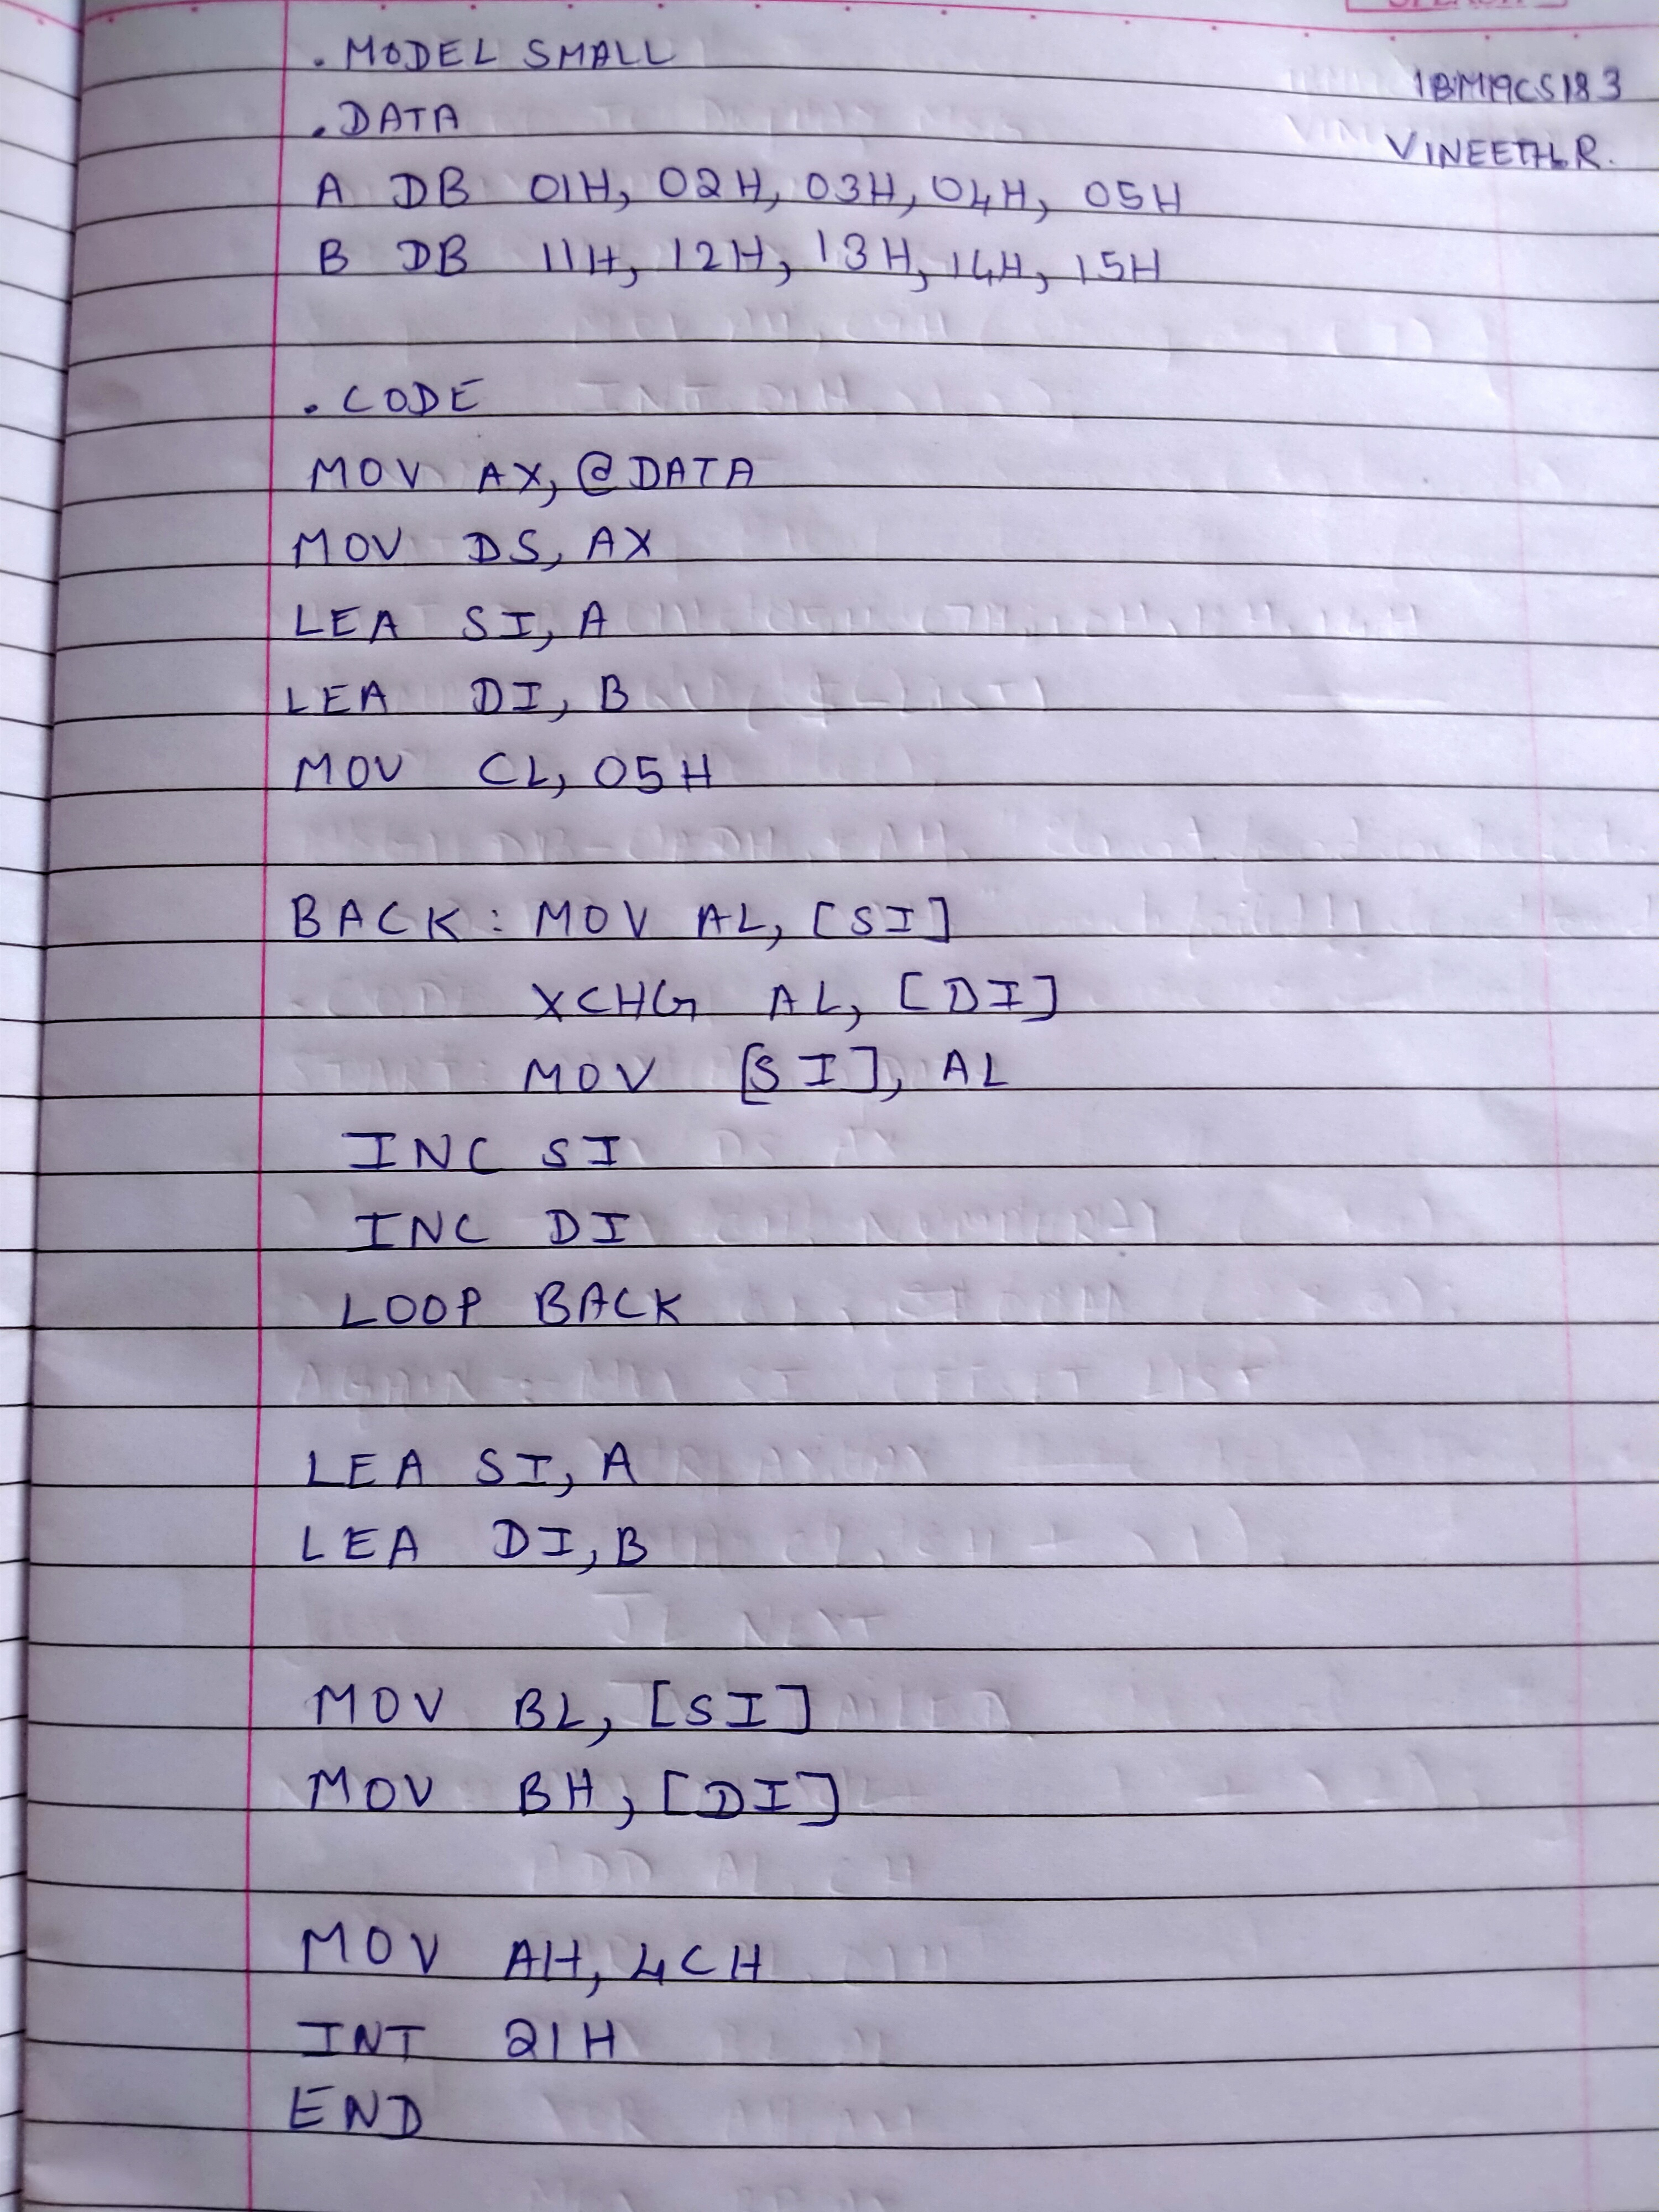 .MODEL SMALL
1BM19CS183
.DATA
VINEETH R.
A DB 01H, 02H, 03H, 04H, 05H
B DB 11H, 12H, 13H, 14H, 15H
.CODE
MOV AX, @DATA
MOV DS, AX
LEA SI, A
LEA DI, B
MOV CL, 05H
BACK: MOV AL, [SI]
XCHG AL, [DI]
MOV [SI], AL
INC SI
INC DI
LOOP BACK
LEA SI, A
LEA DI, B
MOV BL, [SI]
MOV BH, [DI]
MOV AH, 4CH
INT 21H
END